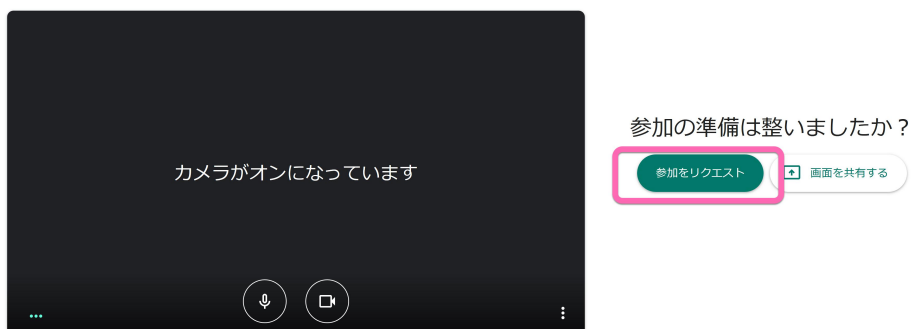 カメラがオンになっています
参加の準備は整いましたか？
参加をリクエスト
画面を共有する